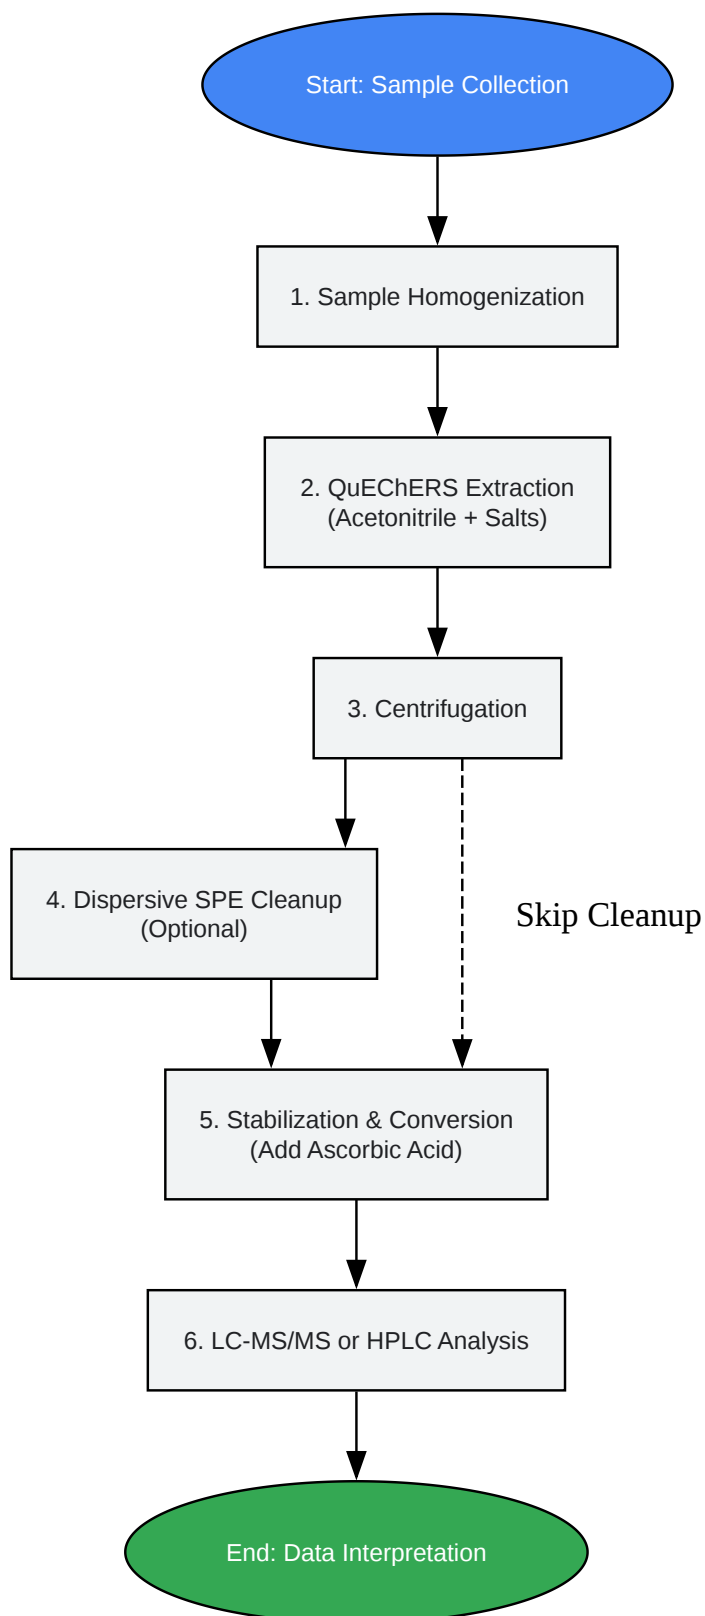 Start: Sample Collection
1. Sample Homogenization
2. QuEChERS Extraction
(Acetonitrile + Salts)
3. Centrifugation
4. Dispersive SPE Cleanup
(Optional)
Skip Cleanup
5. Stabilization & Conversion
(Add Ascorbic Acid)
6. LC-MS/MS or HPLC Analysis
End: Data Interpretation